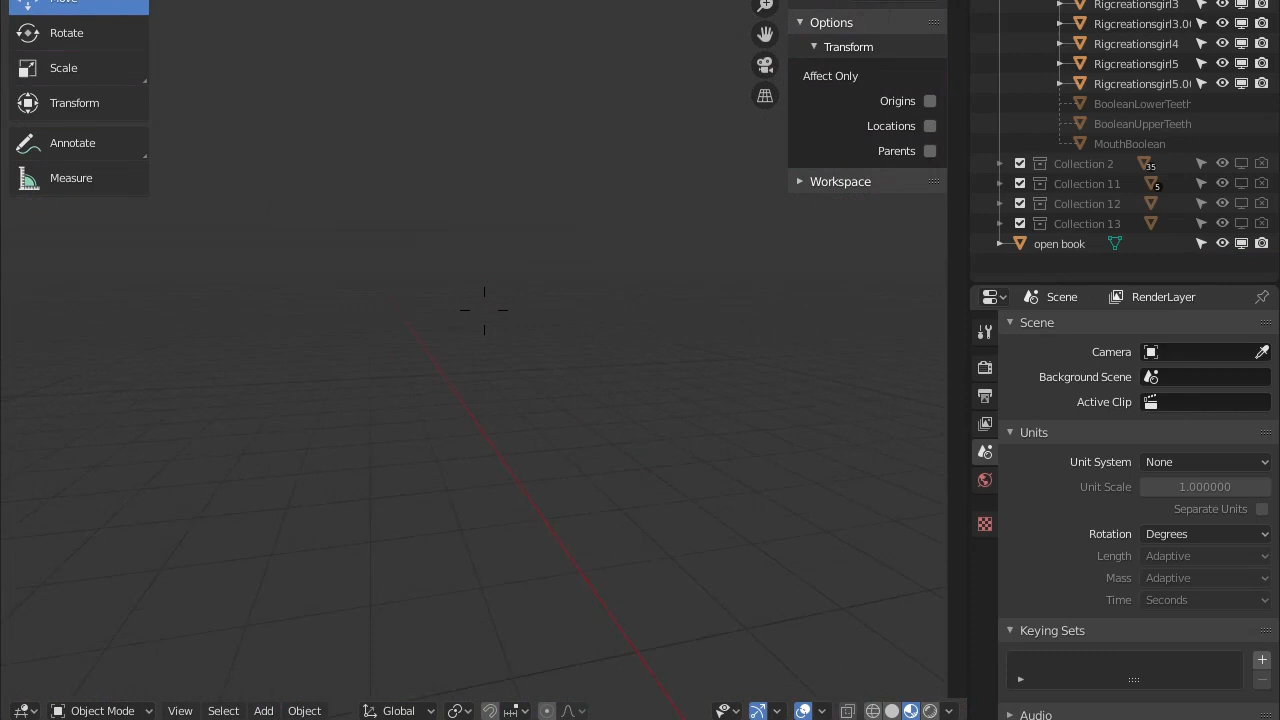 Move
Rotate
Scale
Transform
Annotate
Measure
Options
Transform
Affect Only
Origins
Locations
Parents
Workspace
Rigcreationsgirl3
Rigcreationsgirl3.0
Rigcreationsgirl4
Rigcreationsgirl5
Rigcreationsgirl5.0
BooleanLowerTeeth
BooleanUpperTeeth
MouthBoolean
Collection 2 35
Collection 11 5
Collection 12
Collection 13
open book
Scene RenderLayer
Scene
Camera
Background Scene
Active Clip
Units
Unit System None
Unit Scale 1.000000
Separate Units
Rotation Degrees
Length Adaptive
Mass Adaptive
Time Seconds
Keying Sets
Audio
Object Mode View Select Add Object Global